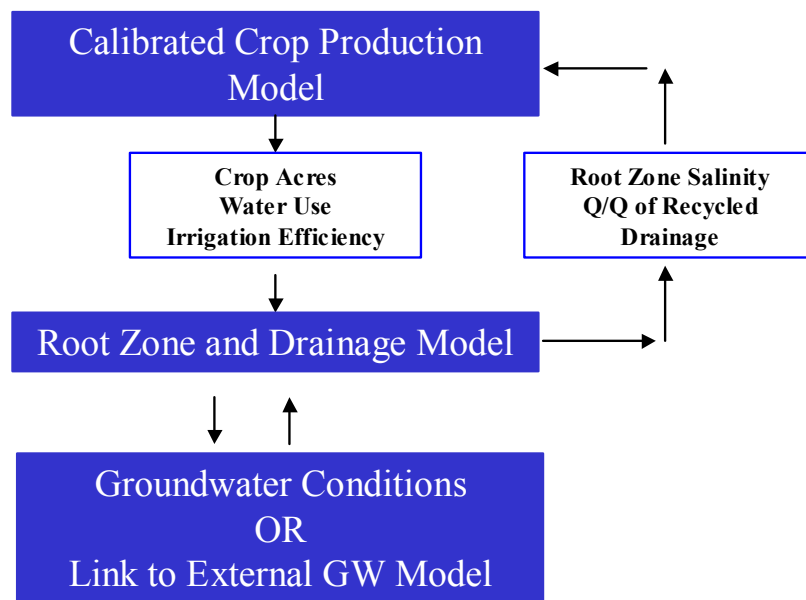 Calibrated Crop Production
Model
Crop Acres
Water Use
Irrigation Efficiency
Root Zone Salinity
Q/Q of Recycled
Drainage
Root Zone and Drainage Model
Groundwater Conditions
OR
Link to External GW Model